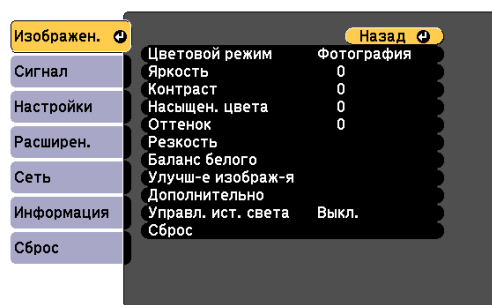 Изображен.
Сигнал
Настройки
Расширен.
Сеть
Информация
Сброс
Назад
Цветовой режим Фотография
Яркость 0
Контраст 0
Насыщен. цвета 0
Оттенок 0
Резкость
Баланс белого
Улучш-е изображ-я
Дополнительно
Управл. ист. света Выкл.
Сброс